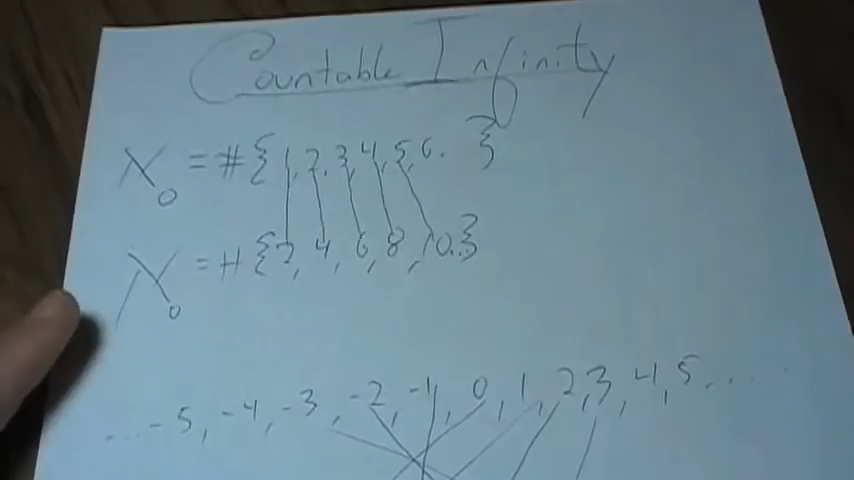 Countable Infinity
ℵ₀ = #{1, 2, 3, 4, 5, 6. }
ℵ₀ = #{2, 4, 6, 8, 10..}
... -5, -4, -3, -2, -1, 0, 1, 2, 3, 4, 5, ....